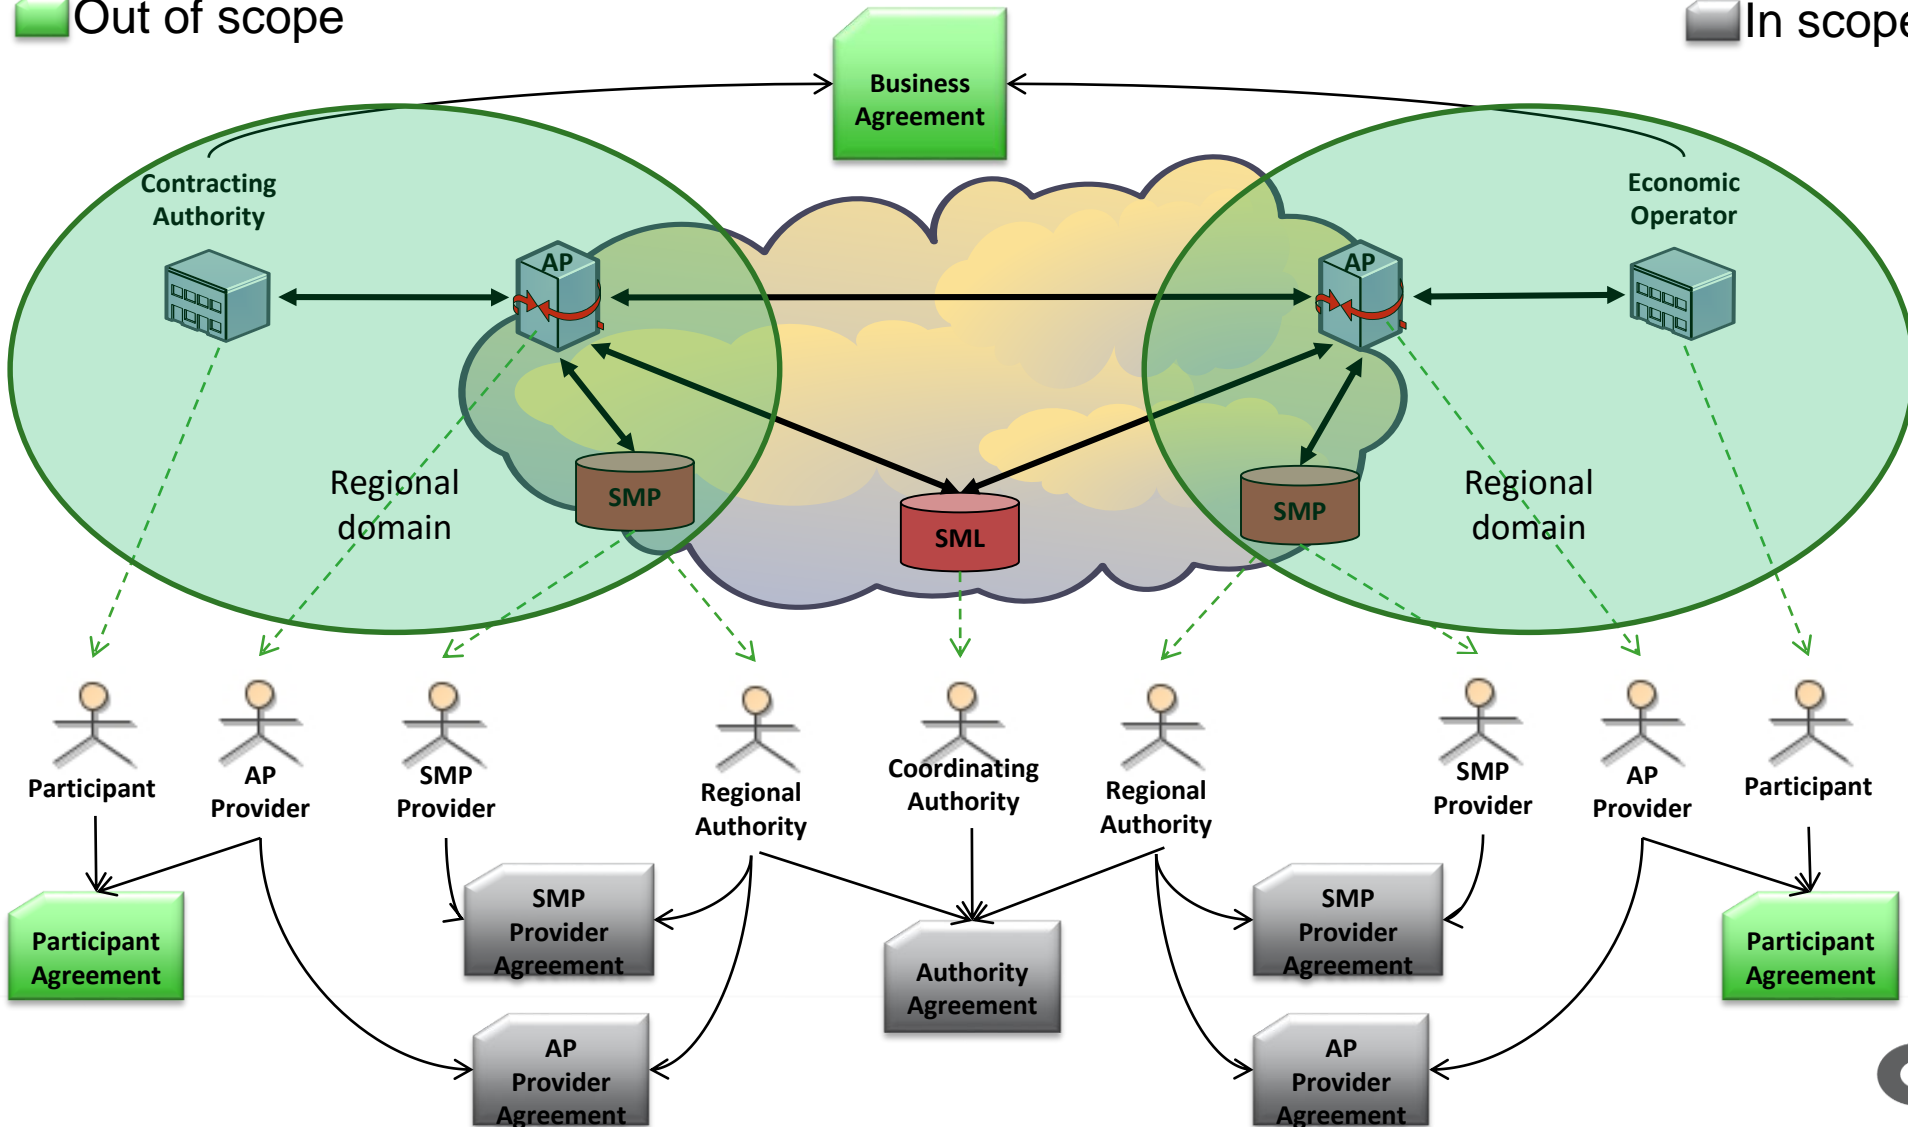 Out of scope
In scope
Business
Agreement
Contracting
Authority
Economic
Operator
AP
AP
Regional
domain
SMP
SML
SMP
Regional
domain
Participant
AP
Provider
SMP
Provider
Regional
Authority
Coordinating
Authority
Regional
Authority
SMP
Provider
AP
Provider
Participant
Participant
Agreement
SMP
Provider
Agreement
Authority
Agreement
SMP
Provider
Agreement
Participant
Agreement
AP
Provider
Agreement
AP
Provider
Agreement